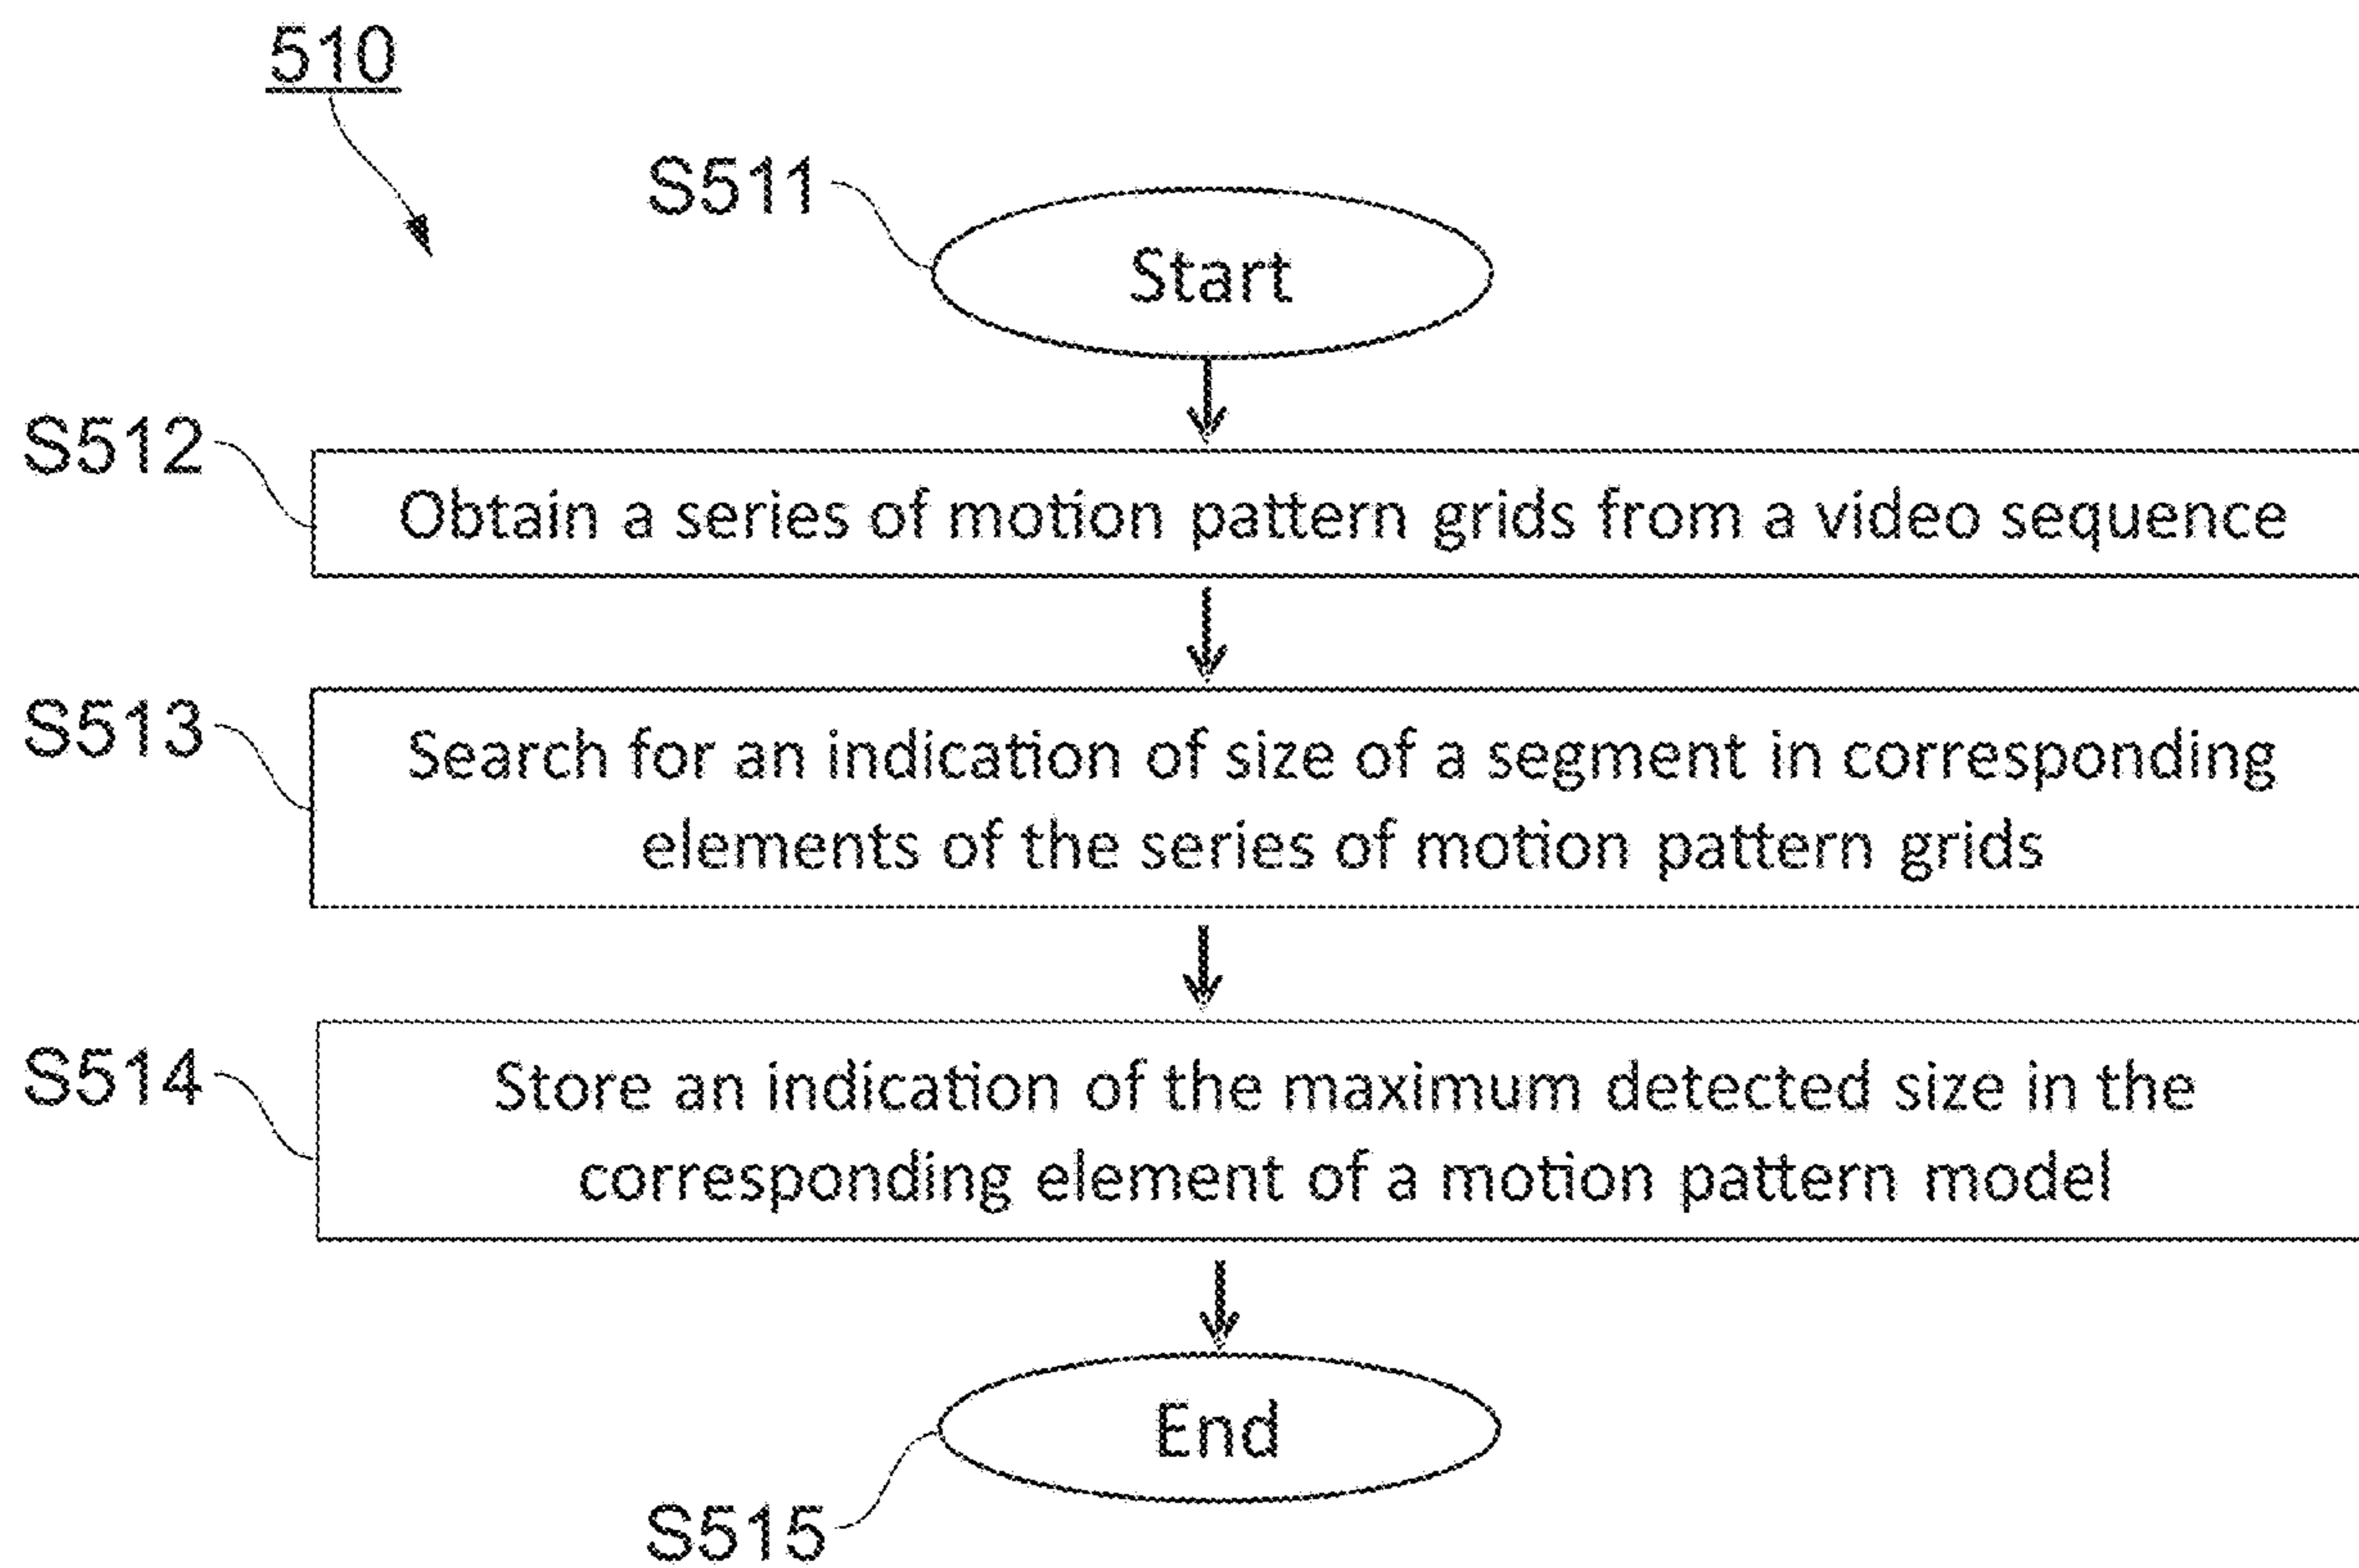 510
S511
Start
S512
Obtain a series of motion pattern grids from a video sequence
S513
Search for an indication of size of a segment in corresponding
elements of the series of motion pattern grids
S514
Store an indication of the maximum detected size in the
corresponding element of a motion pattern model
End
S515